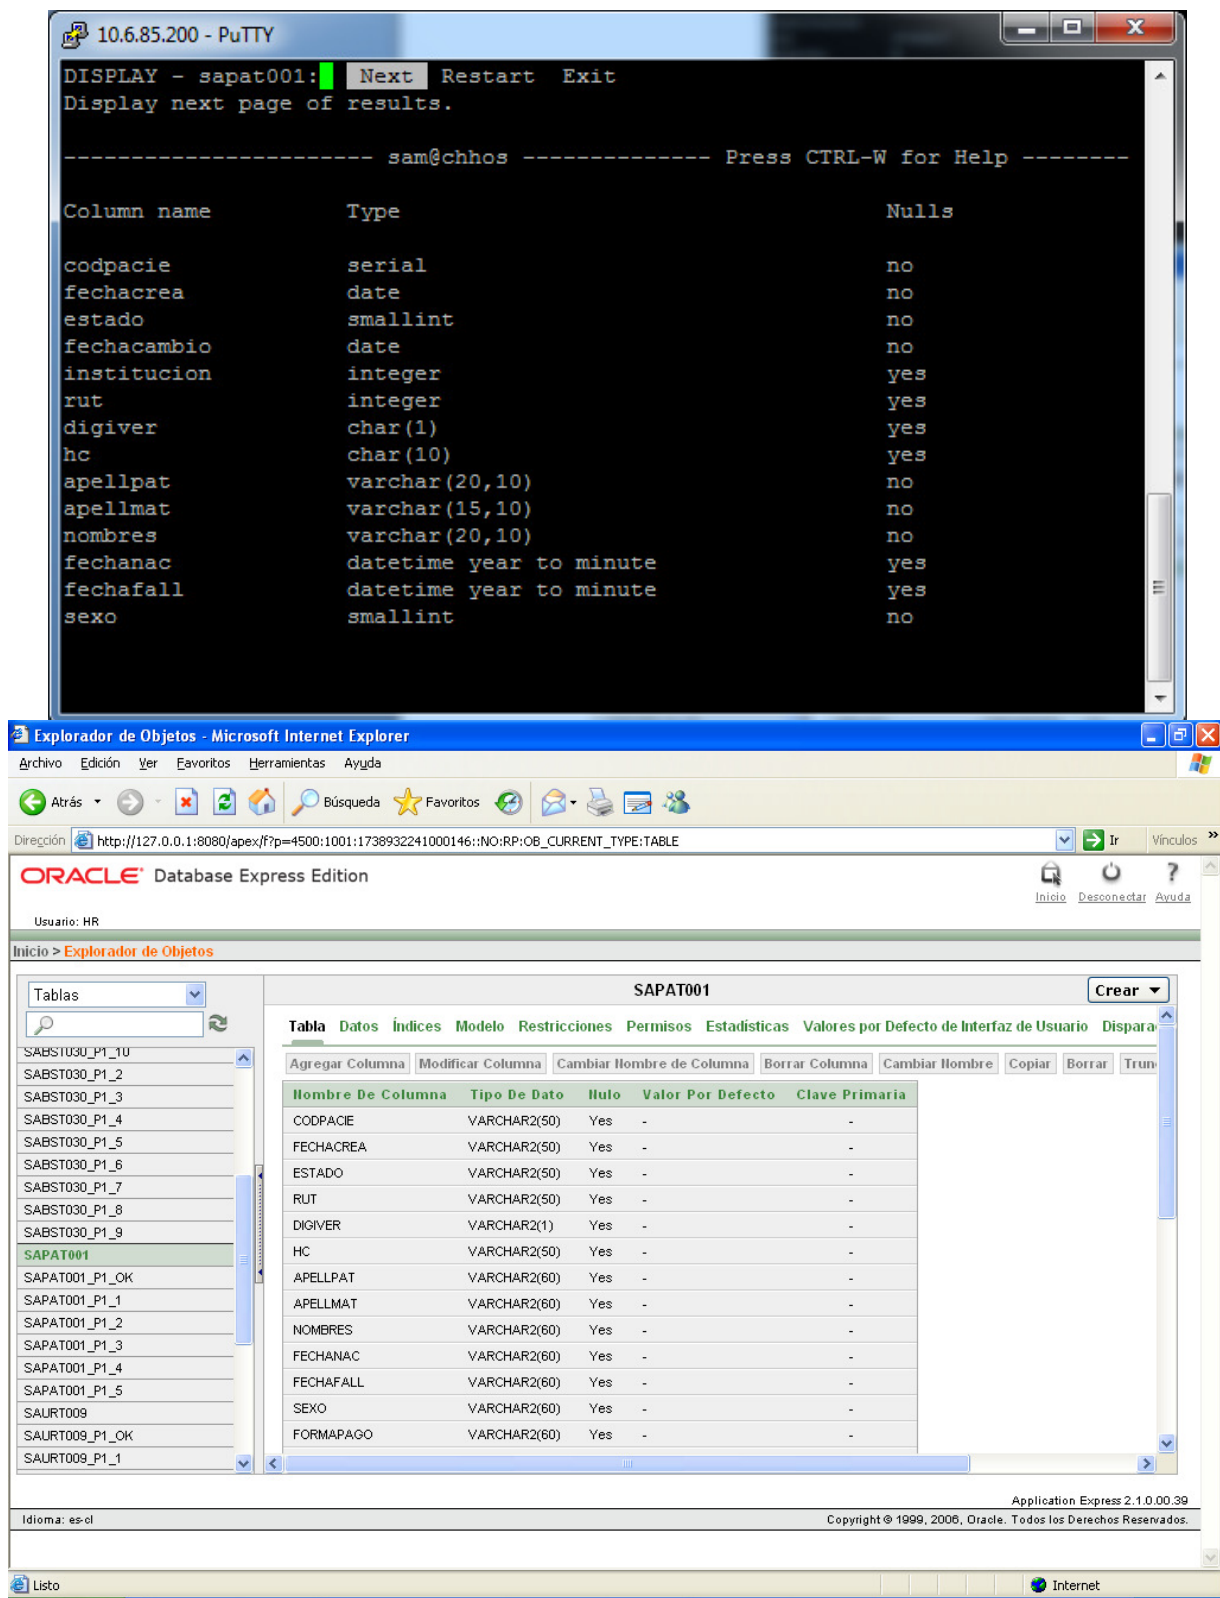 10.6.85.200 - PuTTY
DISPLAY - sapat001: Next Restart Exit
Display next page of results.
----------------------- sam@chhos -------------- Press CTRL-W for Help --------
Column name Type Nulls
codpacie serial no
fechacrea date no
estado smallint no
fechacambio date no
institucion integer yes
rut integer yes
digiver char(1) yes
hc char(10) yes
apellpat varchar(20,10) no
apellmat varchar(15,10) no
nombres varchar(20,10) no
fechanac datetime year to minute yes
fechafall datetime year to minute yes
sexo smallint no
Explorador de Objetos - Microsoft Internet Explorer
Archivo Edición Ver Favoritos Herramientas Ayuda
Atrás Búsqueda Favoritos
Dirección http://127.0.0.1:8080/apex/f?p=4500:1001:1738932241000146::NO:RP:OB_CURRENT_TYPE:TABLE Ir Vínculos »
ORACLE Database Express Edition
Inicio Desconectar Ayuda
Usuario: HR
Inicio > Explorador de Objetos
Tablas
SAPAT001
Crear
Tabla Datos Índices Modelo Restricciones Permisos Estadísticas Valores por Defecto de Interfaz de Usuario Dispara
Agregar Columna Modificar Columna Cambiar Nombre de Columna Borrar Columna Cambiar Nombre Copiar Borrar Trun
SABST030_P1_10
SABST030_P1_2
SABST030_P1_3
SABST030_P1_4
SABST030_P1_5
SABST030_P1_6
SABST030_P1_7
SABST030_P1_8
SABST030_P1_9
SAPAT001
SAPAT001_P1_OK
SAPAT001_P1_1
SAPAT001_P1_2
SAPAT001_P1_3
SAPAT001_P1_4
SAPAT001_P1_5
SAURT009
SAURT009_P1_OK
SAURT009_P1_1
Nombre De Columna Tipo De Dato Nulo Valor Por Defecto Clave Primaria
CODPACIE VARCHAR2(50) Yes - -
FECHACREA VARCHAR2(50) Yes - -
ESTADO VARCHAR2(50) Yes - -
RUT VARCHAR2(50) Yes - -
DIGIVER VARCHAR2(1) Yes - -
HC VARCHAR2(50) Yes - -
APELLPAT VARCHAR2(60) Yes - -
APELLMAT VARCHAR2(60) Yes - -
NOMBRES VARCHAR2(60) Yes - -
FECHANAC VARCHAR2(60) Yes - -
FECHAFALL VARCHAR2(60) Yes - -
SEXO VARCHAR2(60) Yes - -
FORMAPAGO VARCHAR2(60) Yes - -
Application Express 2.1.0.00.39
Idioma: es-cl
Copyright © 1999, 2006, Oracle. Todos los Derechos Reservados.
Listo
Internet